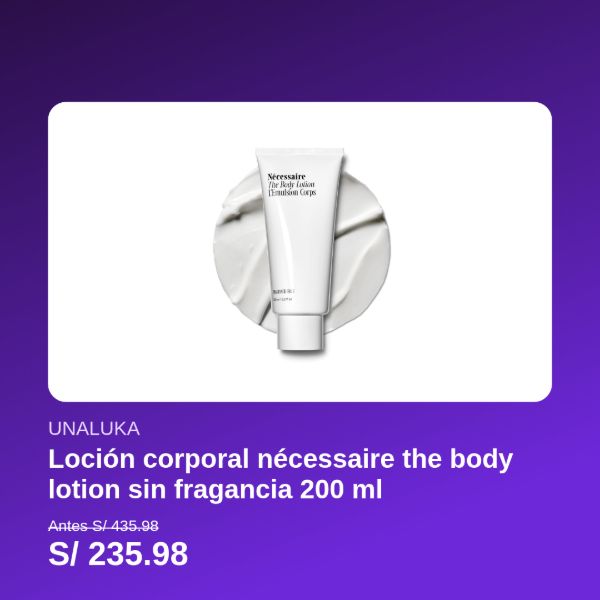 Nécessaire
The Body Lotion
L'Émulsion Corps
UNALUKA
Loción corporal nécessaire the body
lotion sin fragancia 200 ml
Antes S/ 435.98
S/ 235.98